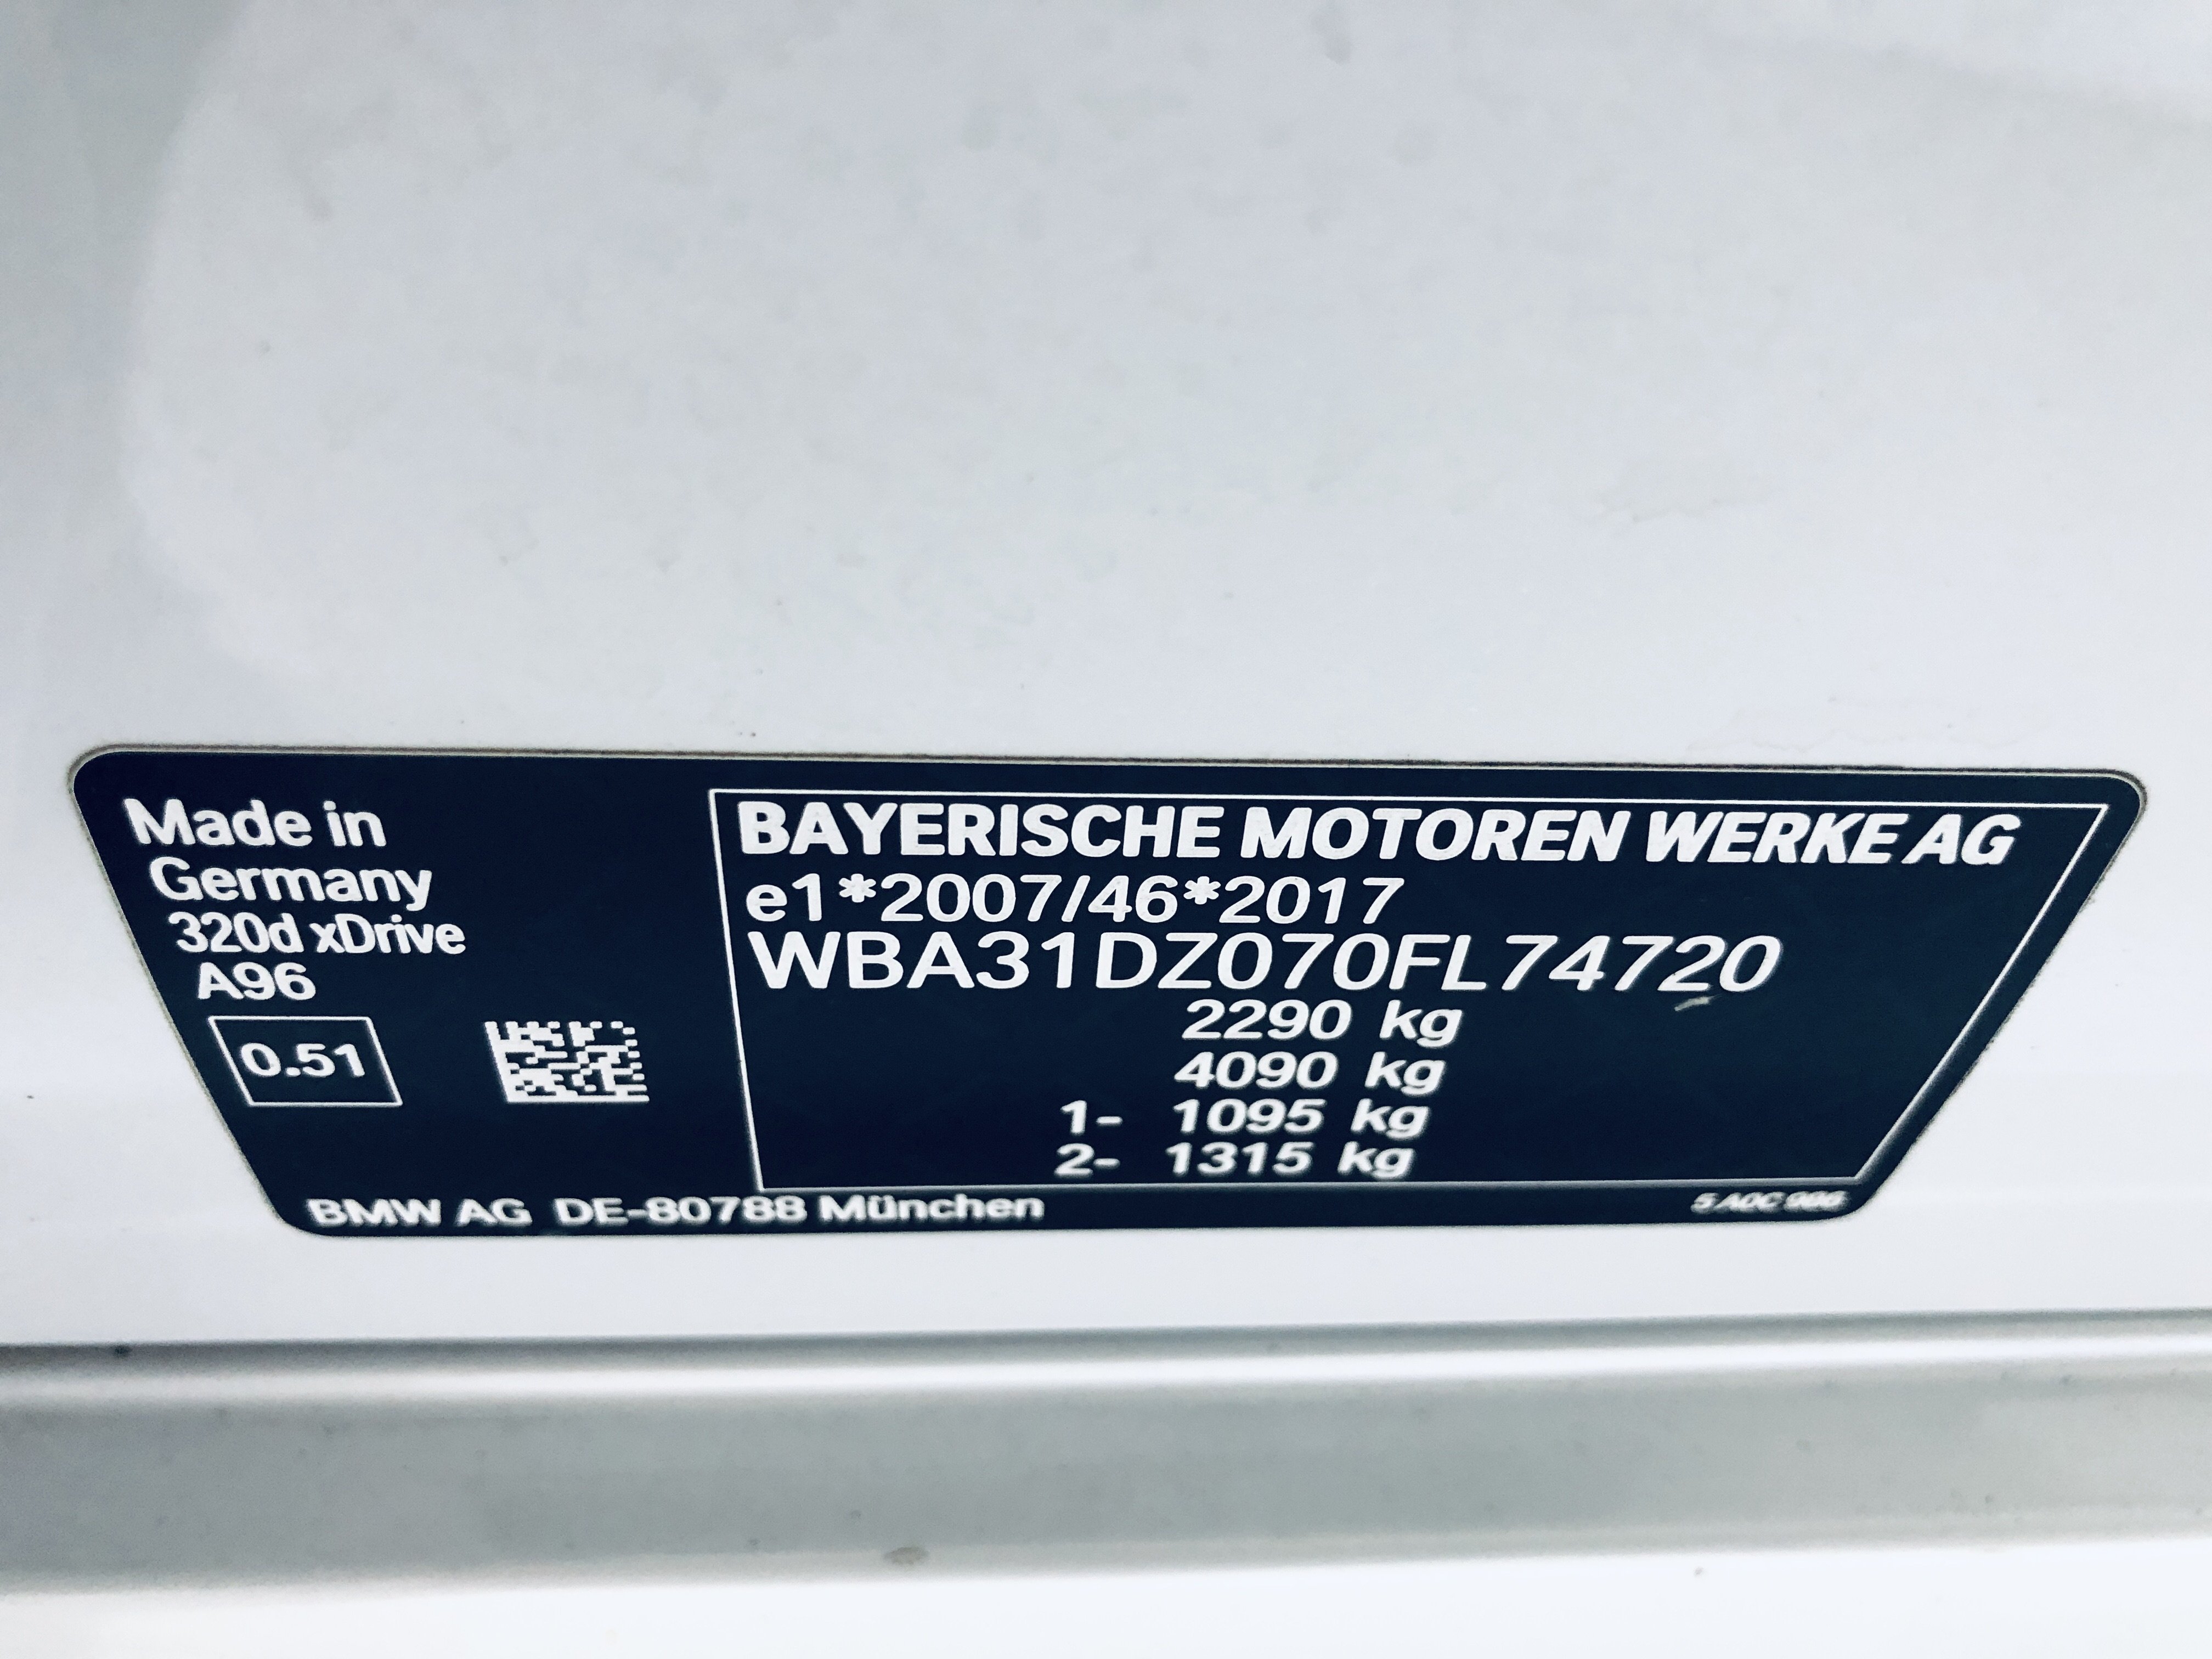 Made in
Germany
320d xDrive
A96
0.51
BAYERISCHE MOTOREN WERKE AG
e1*2007/46*2017
WBA31DZ070FL74720
2290 kg
4090 kg
1- 1095 kg
2- 1315 kg
BMW AG DE-80788 München